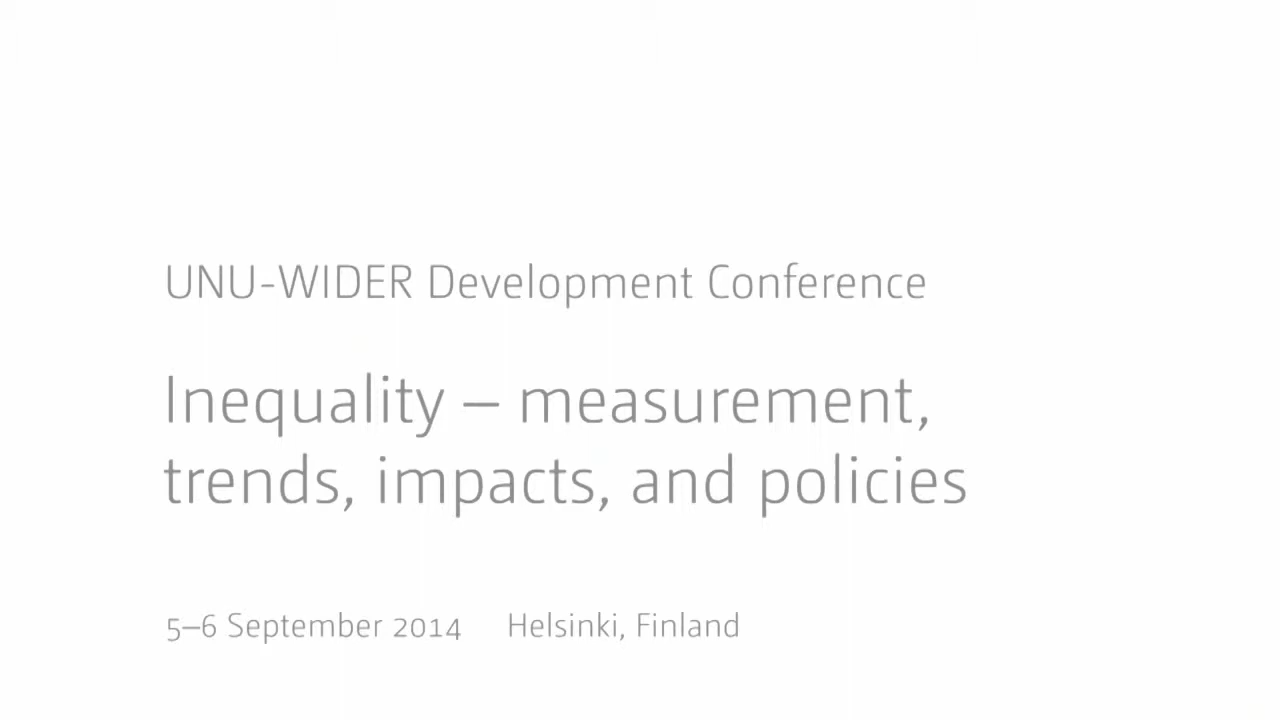 UNU-WIDER Development Conference
Inequality – measurement,
trends, impacts, and policies
5–6 September 2014 Helsinki, Finland